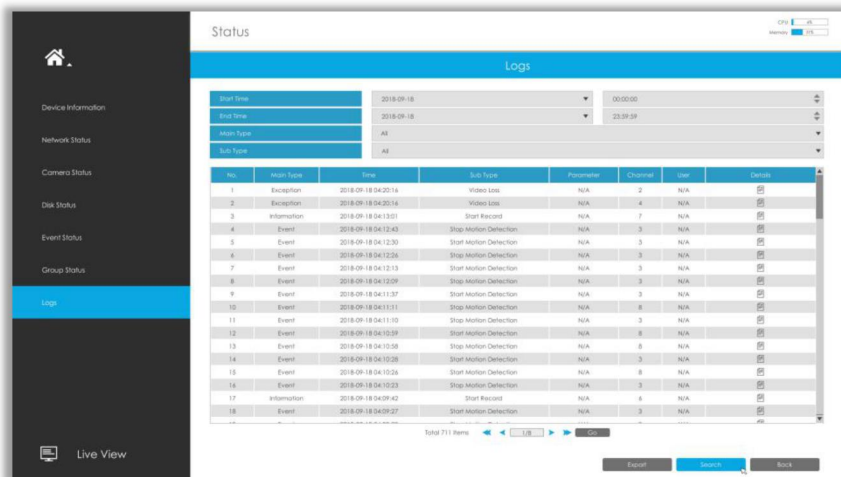 Status
CPU
Memory
Logs
Device Information
Network Status
Camera Status
Disk Status
Event Status
Group Status
Logs
Live View
Start Time 2018-09-18 00:00:00
End Time 2018-09-18 23:59:59
Main Type All
Sub Type All
No. Main Type Time Sub Type Parameter Channel User Details
1 Exception 2018-09-18 04:20:16 Video Loss N/A 2 N/A
2 Exception 2018-09-18 04:20:16 Video Loss N/A 4 N/A
3 Information 2018-09-18 04:13:01 Start Record N/A 7 N/A
4 Event 2018-09-18 04:12:43 Stop Motion Detection N/A 3 N/A
5 Event 2018-09-18 04:12:30 Start Motion Detection N/A 3 N/A
6 Event 2018-09-18 04:12:26 Stop Motion Detection N/A 3 N/A
7 Event 2018-09-18 04:12:13 Start Motion Detection N/A 3 N/A
8 Event 2018-09-18 04:12:09 Stop Motion Detection N/A 3 N/A
9 Event 2018-09-18 04:11:37 Start Motion Detection N/A 3 N/A
10 Event 2018-09-18 04:11:11 Stop Motion Detection N/A 8 N/A
11 Event 2018-09-18 04:11:10 Stop Motion Detection N/A 3 N/A
12 Event 2018-09-18 04:10:59 Start Motion Detection N/A 8 N/A
13 Event 2018-09-18 04:10:58 Stop Motion Detection N/A 8 N/A
14 Event 2018-09-18 04:10:28 Start Motion Detection N/A 3 N/A
15 Event 2018-09-18 04:10:26 Start Motion Detection N/A 8 N/A
16 Event 2018-09-18 04:10:23 Stop Motion Detection N/A 3 N/A
17 Information 2018-09-18 04:09:42 Start Record N/A 6 N/A
18 Event 2018-09-18 04:09:27 Start Motion Detection N/A 3 N/A
Total 711 Items 1/8 Go
Export Search Back